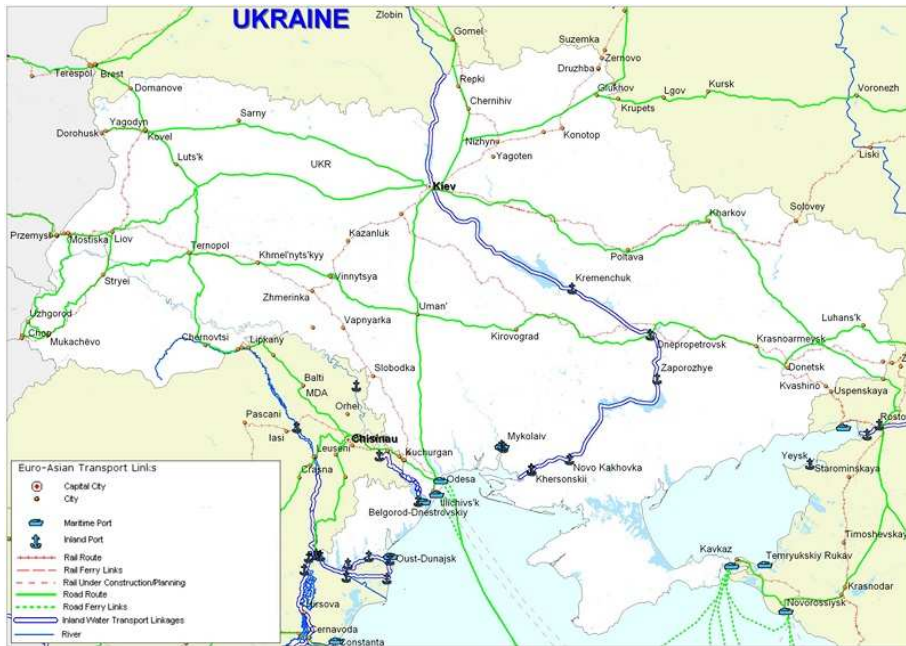 UKRAINE
Zlobin
Gomel
Suzemka
Zernovo
Druzhba
Terespol
Brest
Domanove
Repki
Glukhov
Krupets
Lgov
Kursk
Voronezh
Chernihiv
Yagodyn
Sarny
Dorohusk
Kovel
Konotop
Nizhyn
Yagoten
Luts'k
UKR
Liski
Kiev
Solovey
Kharkov
Przemysl
Mostiska
Liov
Kazanluk
Poltava
Ternopol
Khmel'nyts'kyy
Stryei
Vinnytsya
Kremenchuk
Zhmerinka
Uzhgorod
Uman'
Luhans'k
Chop
Mukachevo
Vapnyarka
Kirovograd
Chernovtsi
Lipkany
Dnepropetrovsk
Krasnoarmeysk
Donetsk
Slobodka
Zaporozhye
Kvashino
Uspenskaya
Balti
MDA
Orhei
Pascani
Iasi
Chisinau
Mykolaiv
Rosto
Leuseni
Kuchurgan
Yeysk
Starominskaya
Crasna
Odesa
Khersonskii
Novo Kakhovka
Ilichivs'k
Belgorod-Dnestrovskiy
Timoshevskay
Oust-Dunajsk
Kavkaz
Temryukskiy Rukav
Krasnodar
Novorossiysk
Cernavoda
Constanta
Euro-Asian Transport Links
Capital City
City
Maritime Port
Inland Port
Rail Route
Rail Ferry Links
Rail Under Construction/Planning
Road Route
Road Ferry Links
Inland Water Transport Linkages
River